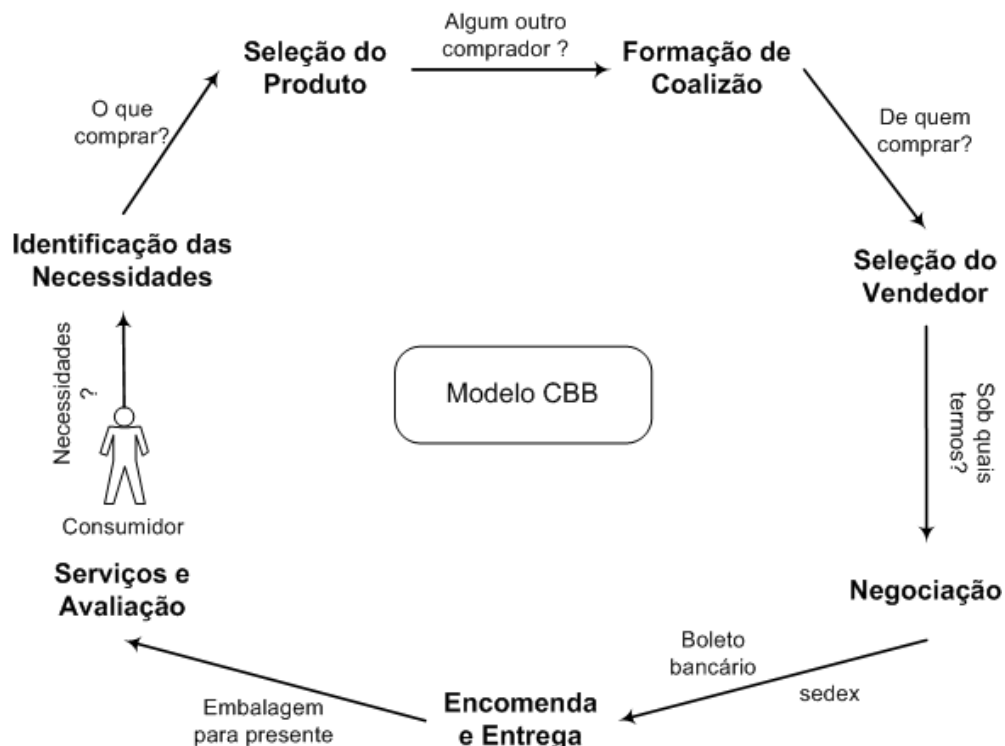 Seleção do
Produto
Algum outro
comprador ?
Formação de
Coalizão
O que
comprar?
De quem
comprar?
Identificação das
Necessidades
Seleção do
Vendedor
Necessidades
?
Modelo CBB
Sob quais
termos?
Consumidor
Serviços e
Avaliação
Negociação
Boleto
bancário
sedex
Embalagem
para presente
Encomenda
e Entrega